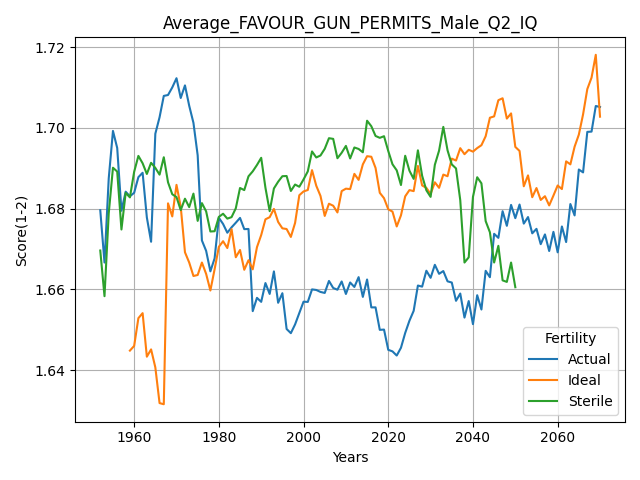 Average_FAVOUR_GUN_PERMITS_Male_Q2_IQ
Score(1-2)
1.72
1.70
1.68
1.66
1.64
1960
1980
2000
2020
2040
2060
Years
Fertility
Actual
Ideal
Sterile